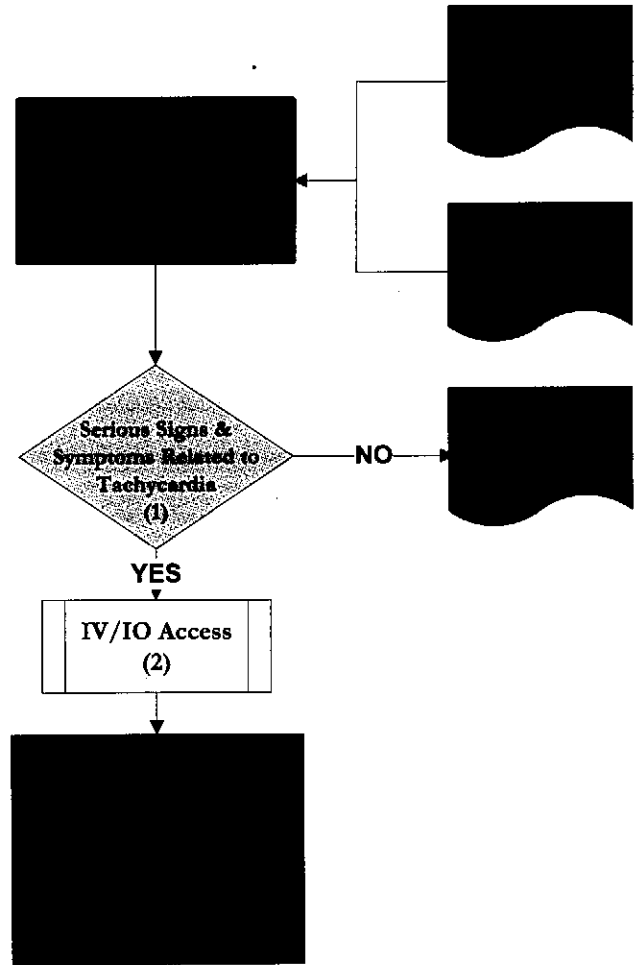 Serious Signs &
Symptoms Related to
Tachycardia
(1)
NO
YES
IV/IO Access
(2)